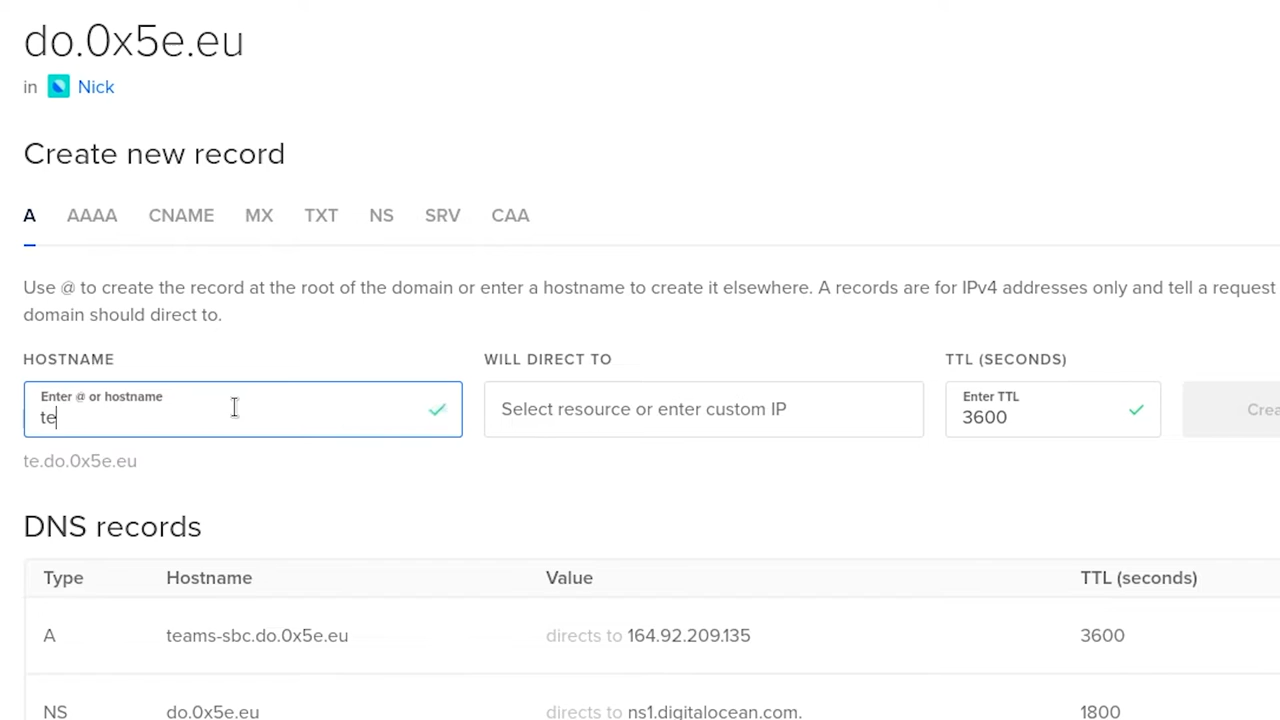 do.0x5e.eu
in Nick
Create new record
A AAAA CNAME MX TXT NS SRV CAA
Use @ to create the record at the root of the domain or enter a hostname to create it elsewhere. A records are for IPv4 addresses only and tell a request
domain should direct to.
HOSTNAME WILL DIRECT TO TTL (SECONDS)
Enter @ or hostname
te
Select resource or enter custom IP
Enter TTL
3600
Crea
te.do.0x5e.eu
DNS records
Type Hostname Value TTL (seconds)
A teams-sbc.do.0x5e.eu directs to 164.92.209.135 3600
NS do.0x5e.eu directs to ns1.digitalocean.com. 1800